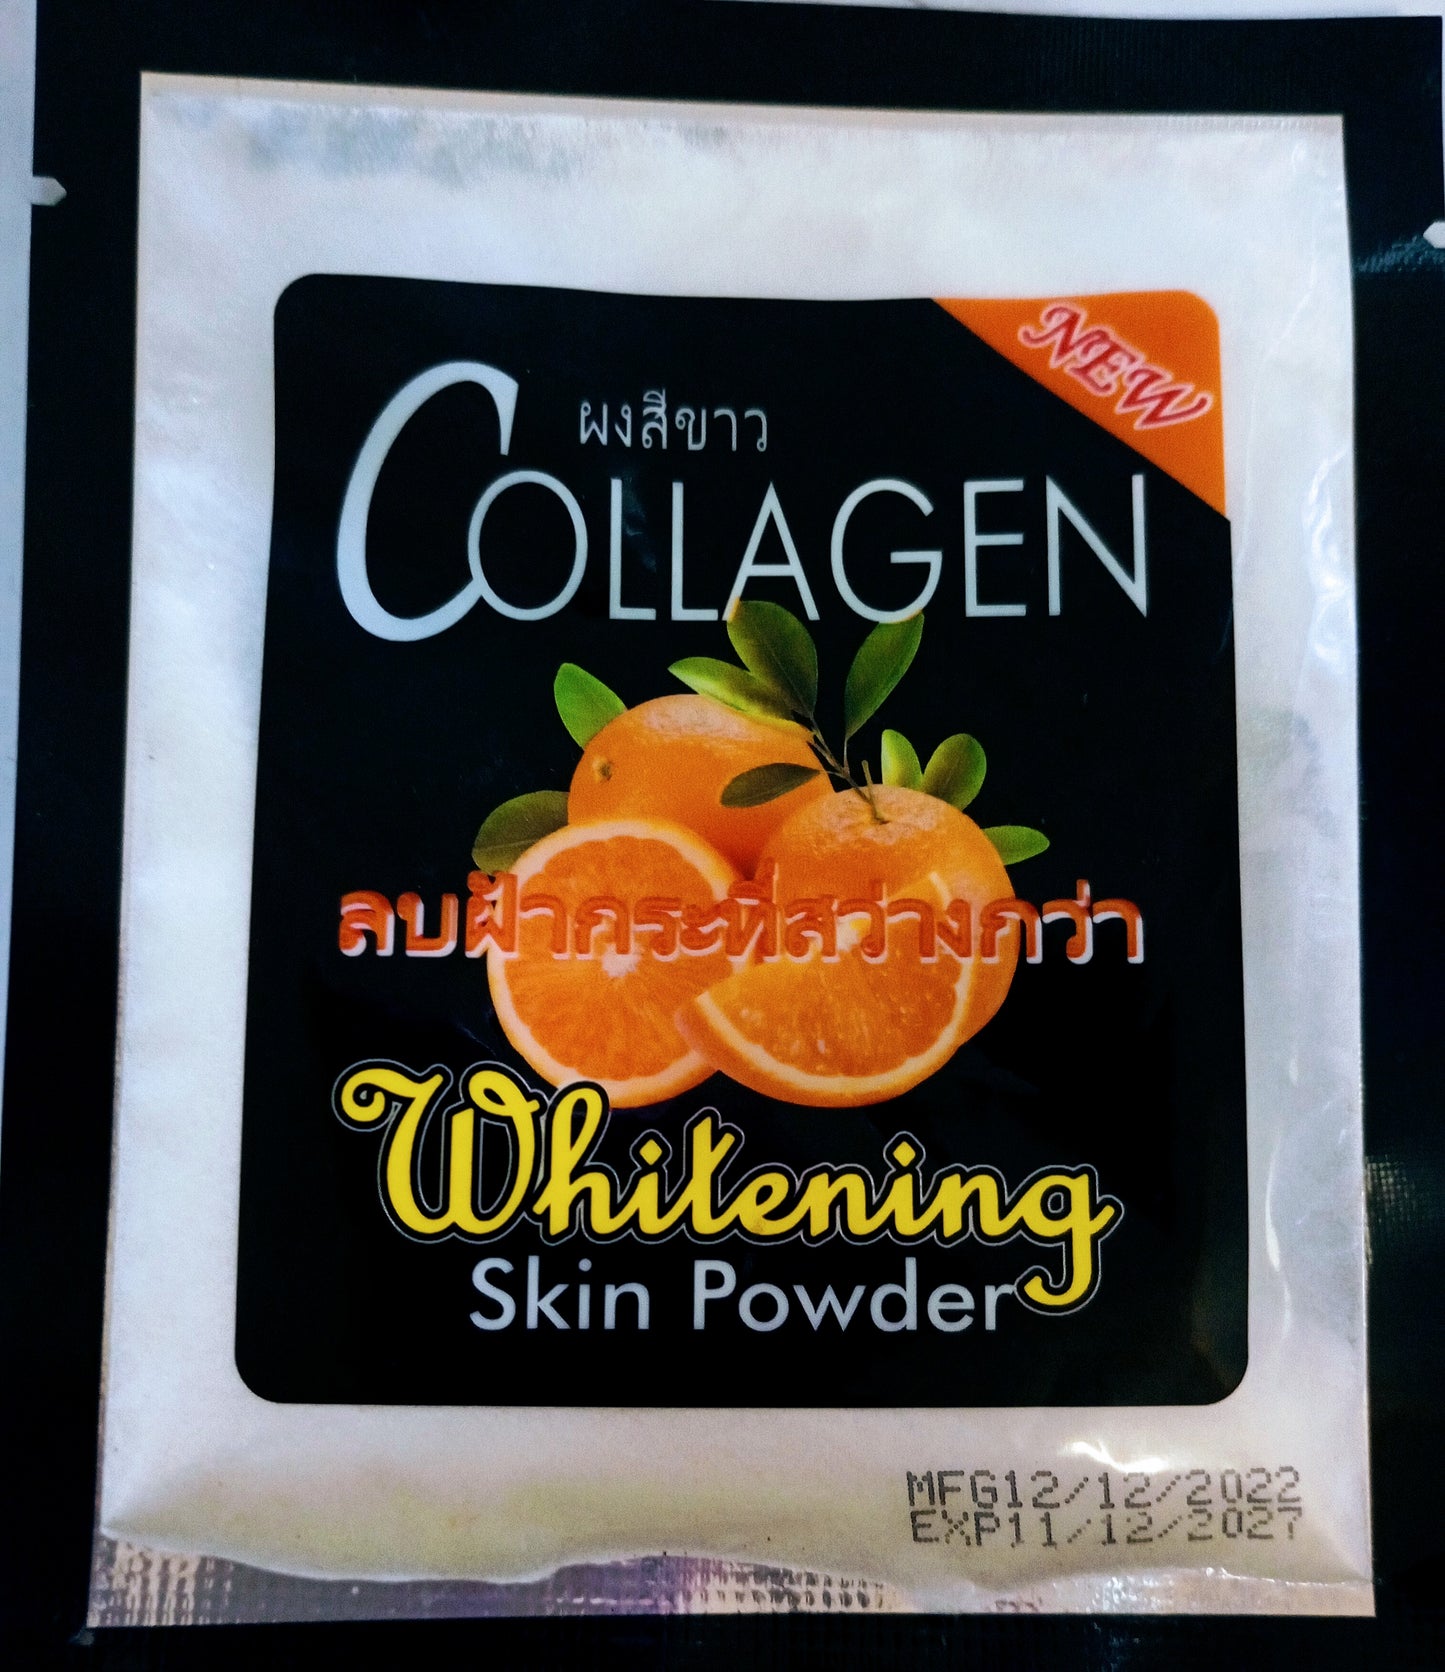 NEW
ผงสีขาว
COLLAGEN
ลบฝ้ากระที่สว่างกว่า
Whitening
Skin Powder
MFG12/12/2022
EXP11/12/2027